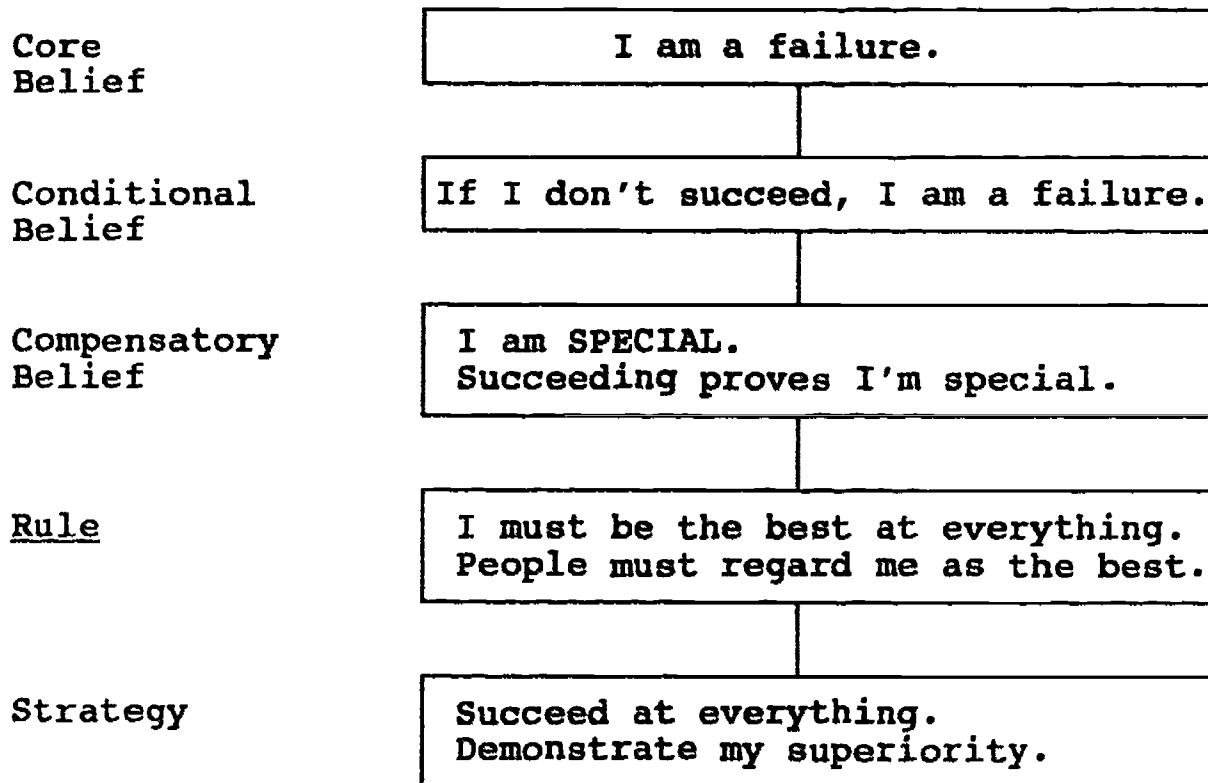 Core
Belief
I am a failure.
Conditional
Belief
If I don't succeed, I am a failure.
Compensatory
Belief
I am SPECIAL.
Succeeding proves I'm special.
Rule
I must be the best at everything.
People must regard me as the best.
Strategy
Succeed at everything.
Demonstrate my superiority.